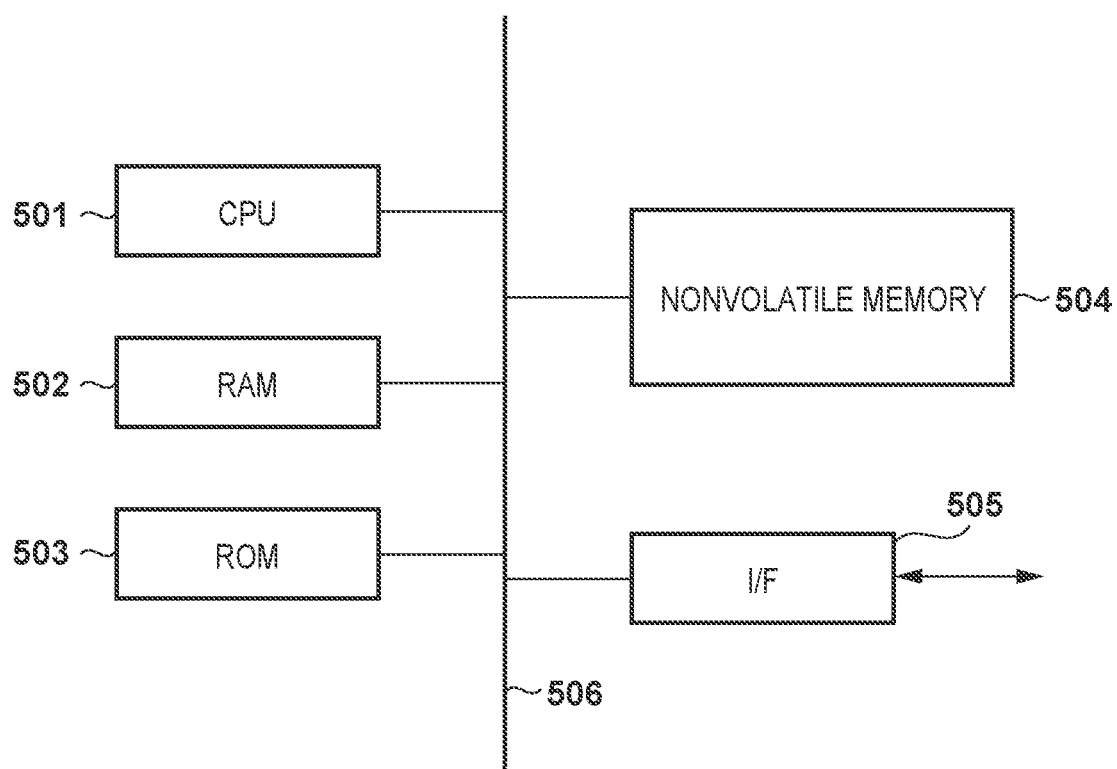 501
CPU
NONVOLATILE MEMORY
504
502
RAM
503
ROM
505
I/F
506